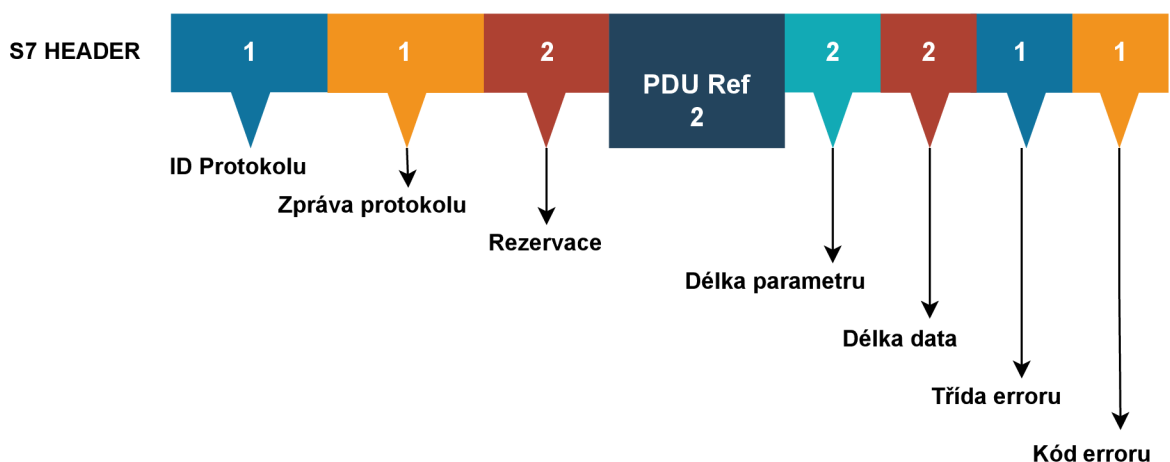 S7 HEADER
1
1
2
PDU Ref
2
2
2
1
1
ID Protokolu
Zpráva protokolu
Rezervace
Délka parametru
Délka data
Třída erroru
Kód erroru